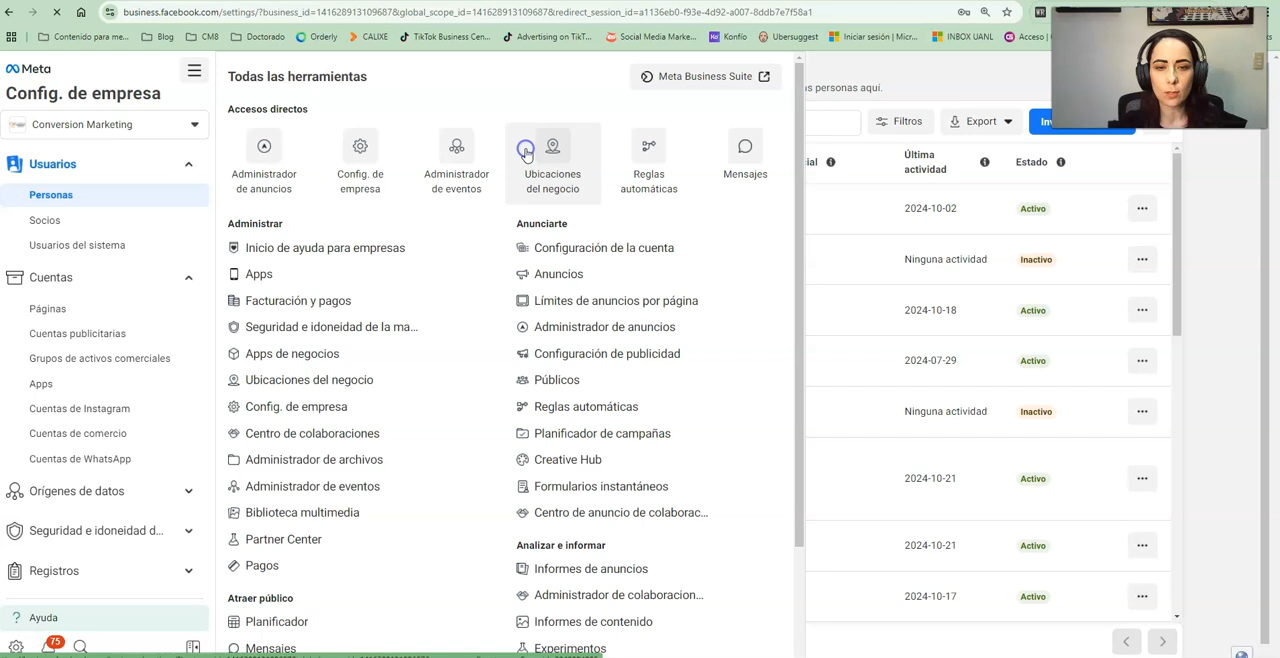 business.facebook.com/settings/?business_id=141628913109687&global_scope_id=141628913109687&redirect_session_id=a1136eb0-f93e-4d92-a007-8ddb7e7f58a1
Contenido para me...
Blog
CM8
Doctorado
Orderly
CALIXE
TikTok Business Cen...
Advertising on TikT...
Social Media Marke...
Konfío
Ubersuggest
Iniciar sesión | Micr...
INBOX UANL
Acceso
Meta
Config. de empresa
Conversion Marketing
Usuarios
Personas
Socios
Usuarios del sistema
Cuentas
Páginas
Cuentas publicitarias
Grupos de activos comerciales
Apps
Cuentas de Instagram
Cuentas de comercio
Cuentas de WhatsApp
Orígenes de datos
Seguridad e idoneidad d...
Registros
Ayuda
75
Todas las herramientas
Meta Business Suite
Accesos directos
Administrador
de anuncios
Config. de
empresa
Administrador
de eventos
Ubicaciones
del negocio
Reglas
automáticas
Mensajes
Administrar
Inicio de ayuda para empresas
Apps
Facturación y pagos
Seguridad e idoneidad de la ma...
Apps de negocios
Ubicaciones del negocio
Config. de empresa
Centro de colaboraciones
Administrador de archivos
Administrador de eventos
Biblioteca multimedia
Partner Center
Pagos
Atraer público
Planificador
Mensajes
Anunciarte
Configuración de la cuenta
Anuncios
Límites de anuncios por página
Administrador de anuncios
Configuración de publicidad
Públicos
Reglas automáticas
Planificador de campañas
Creative Hub
Formularios instantáneos
Centro de anuncio de colaborac...
Analizar e informar
Informes de anuncios
Administrador de colaboracion...
Informes de contenido
Experimentos
as personas aquí.
Filtros
Export
Inv
ial
Última
actividad
Estado
2024-10-02
Activo
Ninguna actividad
Inactivo
2024-10-18
Activo
2024-07-29
Activo
Ninguna actividad
Inactivo
2024-10-21
Activo
2024-10-21
Activo
2024-10-17
Activo